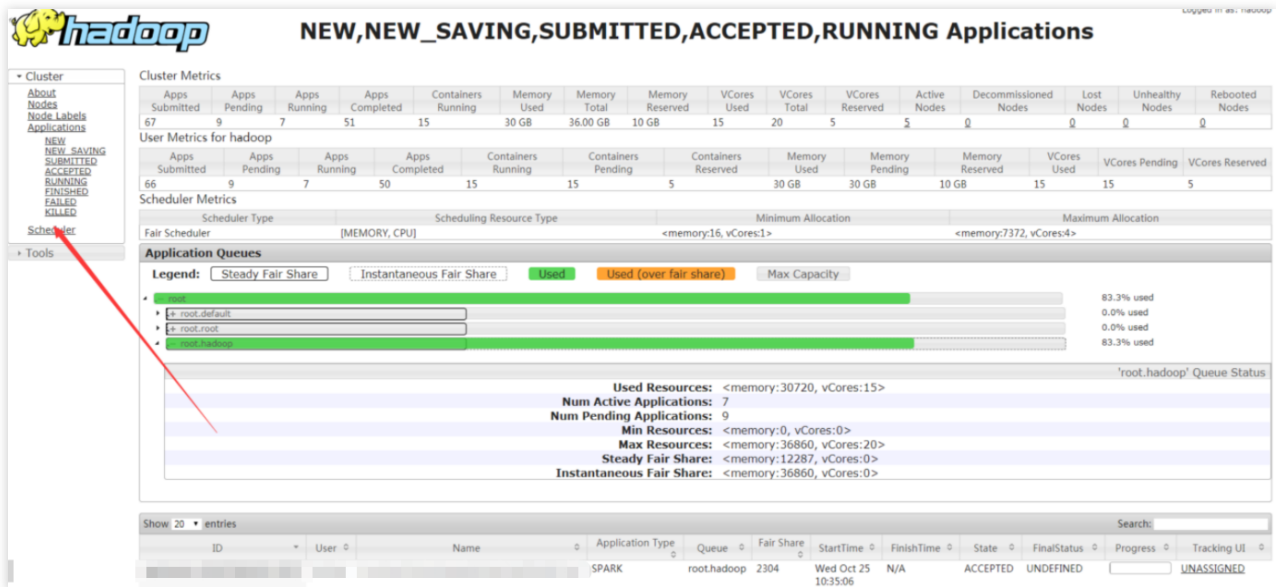 Logged in as: hadoop
hadoop
NEW,NEW_SAVING,SUBMITTED,ACCEPTED,RUNNING Applications
Cluster
About
Nodes
Node Labels
Applications
NEW
NEW_SAVING
SUBMITTED
ACCEPTED
RUNNING
FINISHED
FAILED
KILLED
Scheduler
Tools
Cluster Metrics
Apps Submitted Apps Pending Apps Running Apps Completed Containers Running Memory Used Memory Total Memory Reserved VCores Used VCores Total VCores Reserved Active Nodes Decommissioned Nodes Lost Nodes Unhealthy Nodes Rebooted Nodes
67 9 7 51 15 30 GB 36.00 GB 10 GB 15 20 5 5 0 0 0 0
User Metrics for hadoop
Apps Submitted Apps Pending Apps Running Apps Completed Containers Running Containers Pending Containers Reserved Memory Used Memory Pending Memory Reserved VCores Used VCores Pending VCores Reserved
66 9 7 50 15 15 5 30 GB 30 GB 10 GB 15 15 5
Scheduler Metrics
Scheduler Type Scheduling Resource Type Minimum Allocation Maximum Allocation
Fair Scheduler [MEMORY, CPU] <memory:16, vCores:1> <memory:7372, vCores:4>
Application Queues
Legend: Steady Fair Share Instantaneous Fair Share Used Used (over fair share) Max Capacity
- root 83.3% used
+ root.default 0.0% used
+ root.root 0.0% used
- root.hadoop 83.3% used
'root.hadoop' Queue Status
Used Resources: <memory:30720, vCores:15>
Num Active Applications: 7
Num Pending Applications: 9
Min Resources: <memory:0, vCores:0>
Max Resources: <memory:36860, vCores:20>
Steady Fair Share: <memory:12287, vCores:0>
Instantaneous Fair Share: <memory:36860, vCores:0>
Show 20 entries Search:
ID User Name Application Type Queue Fair Share StartTime FinishTime State FinalStatus Progress Tracking UI
SPARK root.hadoop 2304 Wed Oct 25 10:35:06 N/A ACCEPTED UNDEFINED UNASSIGNED